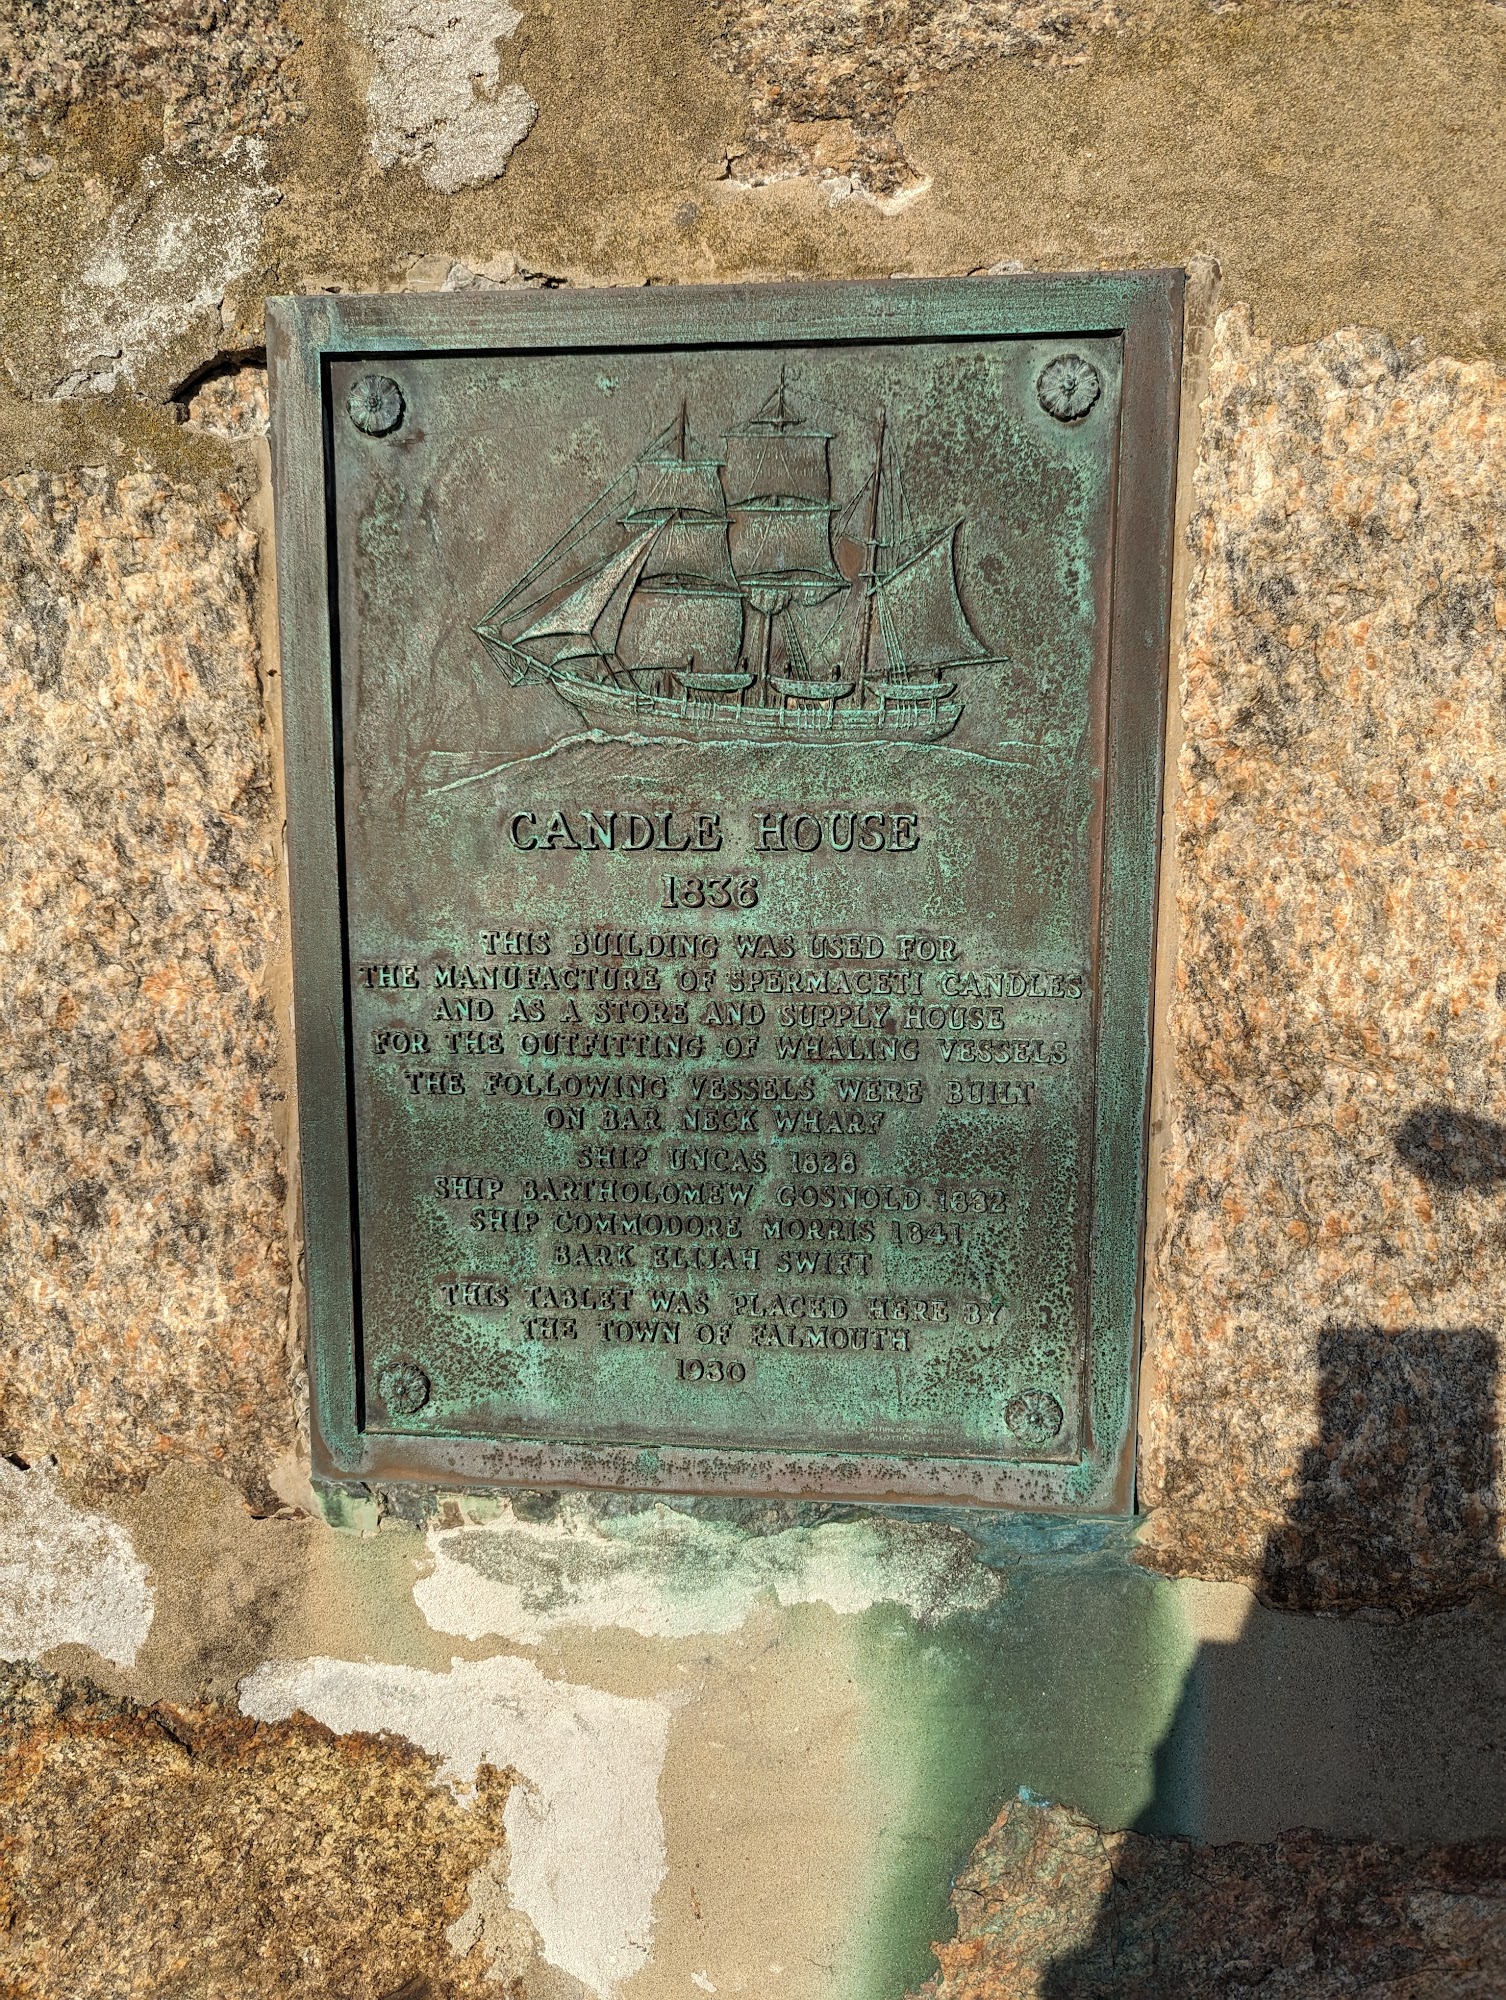 CANDLE HOUSE
1836
THIS BUILDING WAS USED FOR
THE MANUFACTURE OF SPERMACETI CANDLES
AND AS A STORE AND SUPPLY HOUSE
FOR THE OUTFITTING OF WHALING VESSELS
THE FOLLOWING VESSELS WERE BUILT
ON BAR NECK WHARF
SHIP UNCAS 1828
SHIP BARTHOLOMEW GOSNOLD 1832
SHIP COMMODORE MORRIS 1841
BARK ELIJAH SWIFT
THIS TABLET WAS PLACED HERE BY
THE TOWN OF FALMOUTH
1930